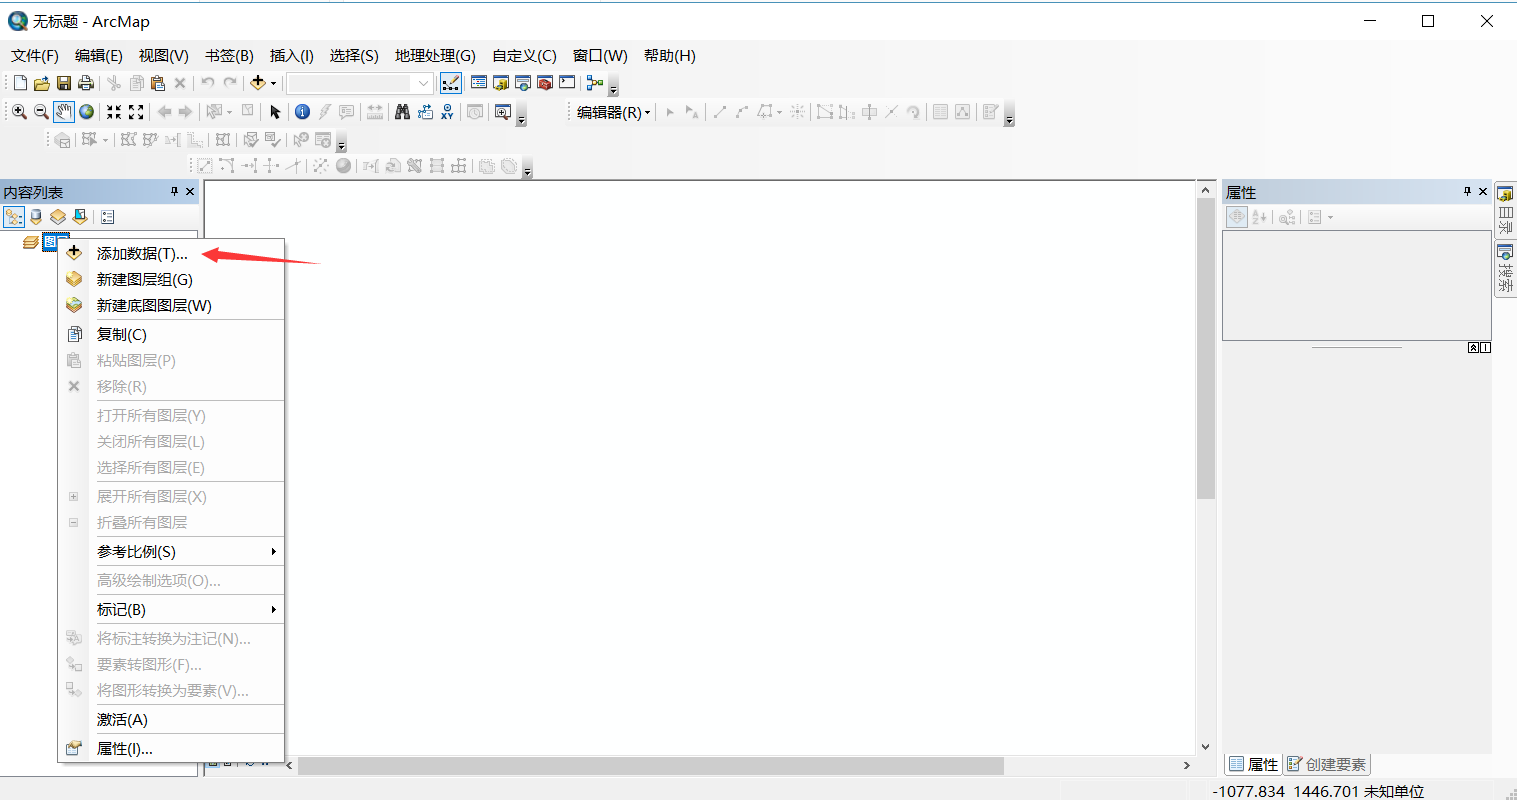 无标题 - ArcMap
文件(F) 编辑(E) 视图(V) 书签(B) 插入(I) 选择(S) 地理处理(G) 自定义(C) 窗口(W) 帮助(H)
编辑器(R)
内容列表
添加数据(T)...
新建图层组(G)
新建底图图层(W)
复制(C)
粘贴图层(P)
移除(R)
打开所有图层(Y)
关闭所有图层(L)
选择所有图层(E)
展开所有图层(X)
折叠所有图层
参考比例(S)
高级绘制选项(O)...
标记(B)
将标注转换为注记(N)...
要素转图形(F)...
将图形转换为要素(V)...
激活(A)
属性(I)...
属性
目录
搜索
属性 创建要素
-1077.834 1446.701 未知单位